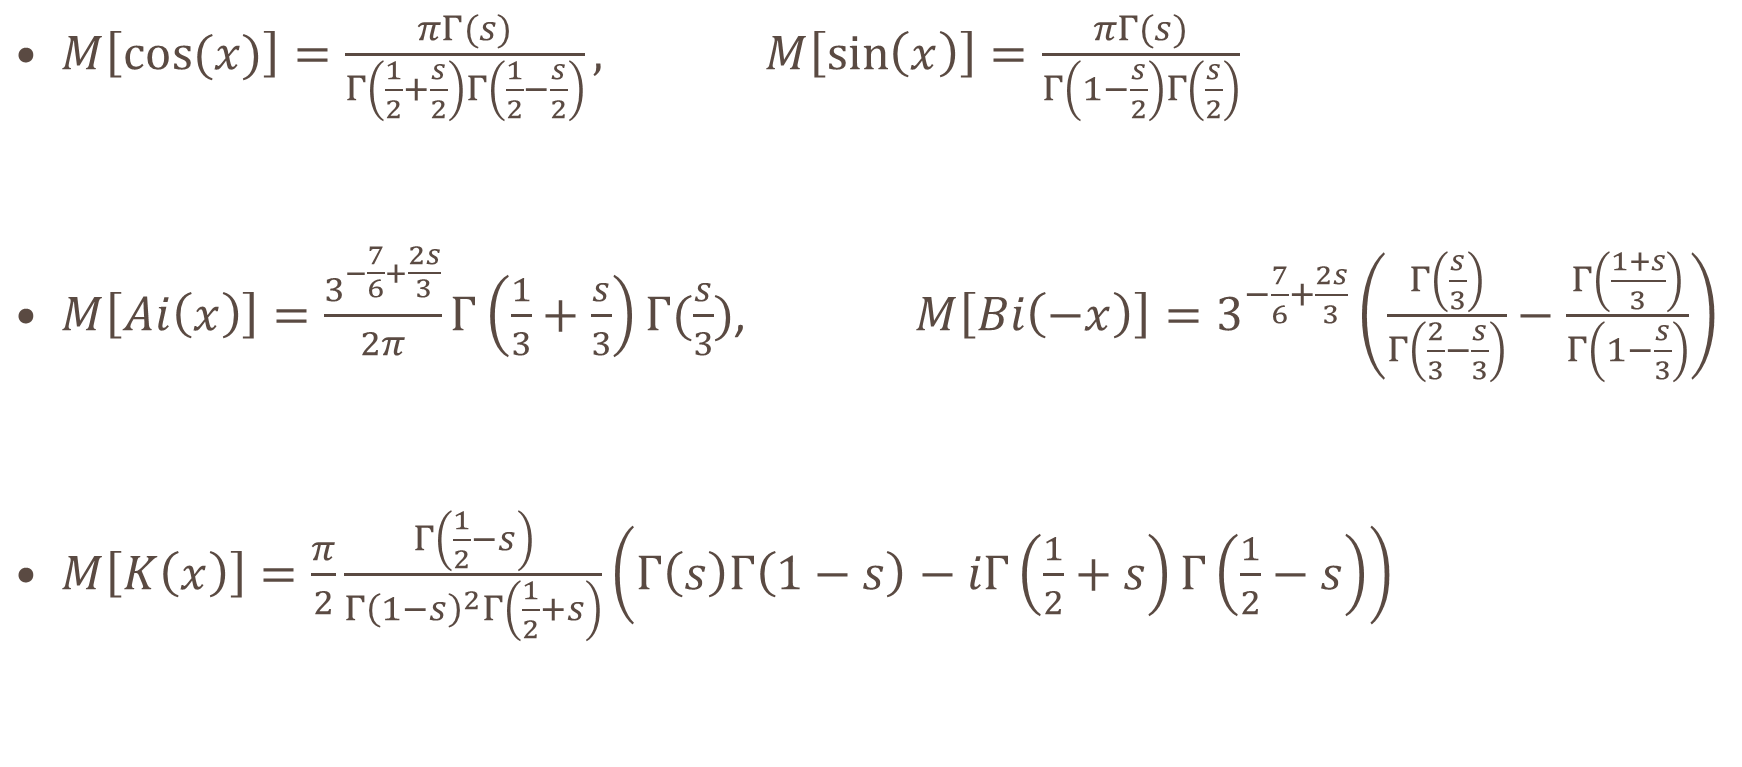 • M[cos(x)] = πΓ(s) / Γ(1/2+s/2)Γ(1/2−s/2), M[sin(x)] = πΓ(s) / Γ(1−s/2)Γ(s/2)
• M[Ai(x)] = 3^(−7/6+2s/3) / 2π Γ(1/3 + s/3) Γ(s/3), M[Bi(−x)] = 3^(−7/6+2s/3) (Γ(s/3) / Γ(2/3−s/3) − Γ((1+s)/3) / Γ(1−s/3))
• M[K(x)] = π/2 Γ(1/2−s) / Γ(1−s)²Γ(1/2+s) (Γ(s)Γ(1 − s) − iΓ(1/2 + s) Γ(1/2 − s))